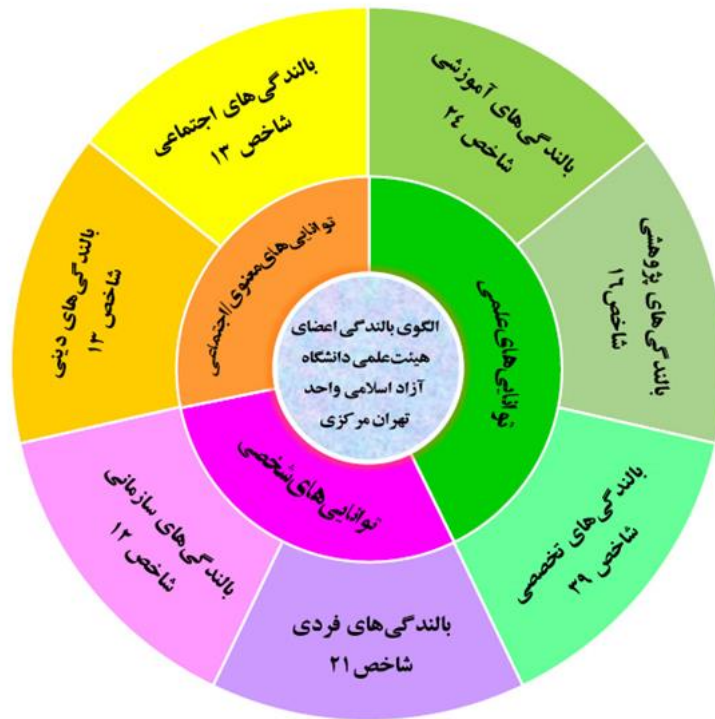 الگوی بالندگی اعضای
هیئت‌علمی دانشگاه
آزاد اسلامی واحد
تهران مرکزی
توانایی‌های علمی
توانایی‌های شخصی
توانایی‌های معنوی/اجتماعی
بالندگی‌های آموزشی
۲٤ شاخص
بالندگی‌های پژوهشی
۱٦ شاخص
بالندگی‌های تخصصی
۳۹ شاخص
بالندگی‌های فردی
۲۱ شاخص
بالندگی‌های سازمانی
۱۲ شاخص
بالندگی‌های دینی
۱۳ شاخص
بالندگی‌های اجتماعی
۱۳ شاخص